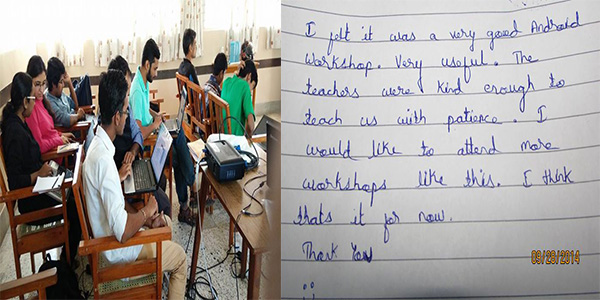 I felt it was a very good Android
workshop. Very useful. The
teachers were kind enough to
teach us with patience. I
would like to attend more
workshops like this. I think
thats it for now.
Thank You
:)
09/29/2014